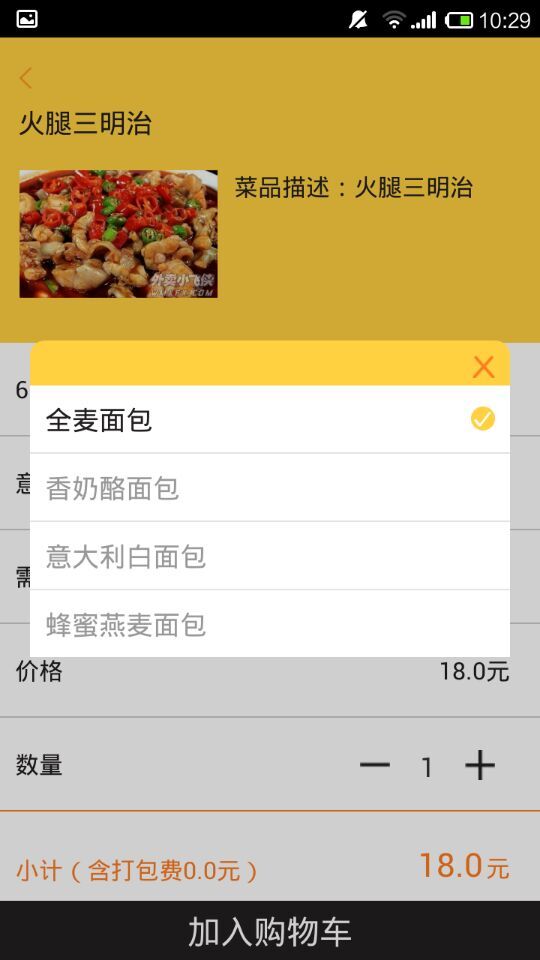 10:29
火腿三明治
菜品描述：火腿三明治
外卖小飞侠
6
全麦面包
意
香奶酪面包
意大利白面包
需
蜂蜜燕麦面包
价格 18.0元
数量 1
小计（含打包费0.0元） 18.0元
加入购物车